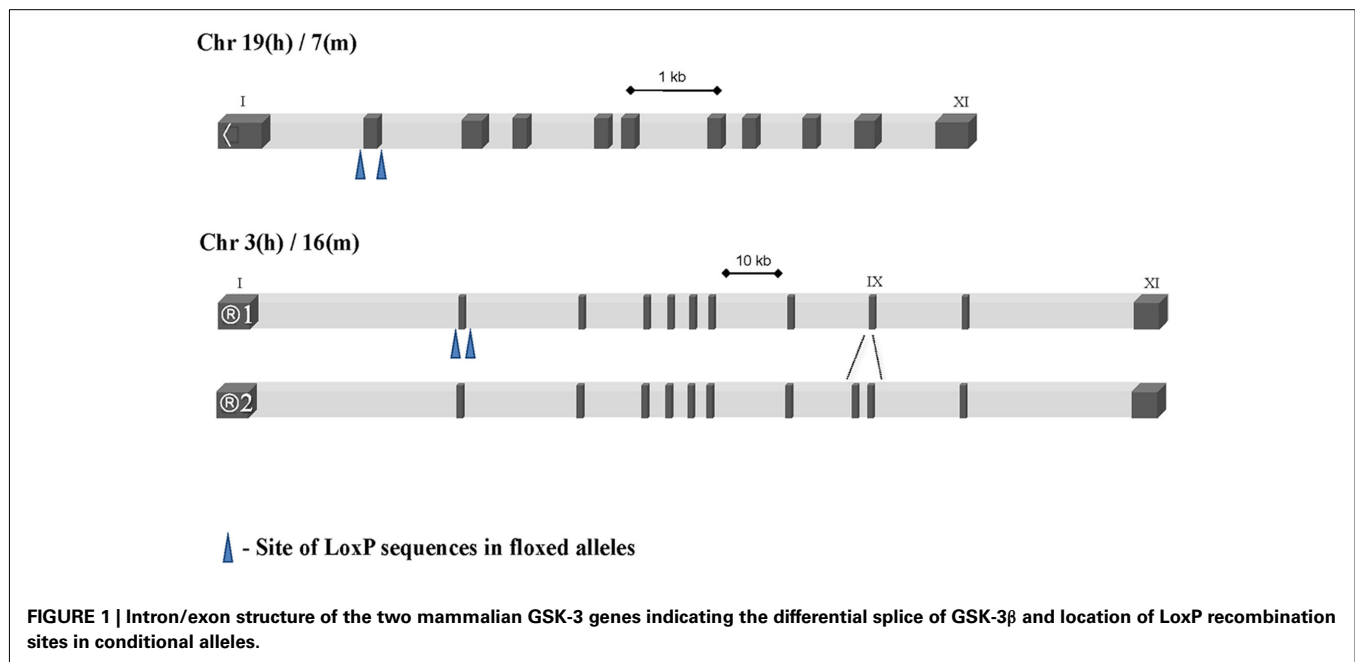 Chr 19(h) / 7(m)
1 kb
I XI
Chr 3(h) / 16(m)
10 kb
I IX XI
®1
®2
- Site of LoxP sequences in floxed alleles
FIGURE 1 | Intron/exon structure of the two mammalian GSK-3 genes indicating the differential splice of GSK-3β and location of LoxP recombination
sites in conditional alleles.